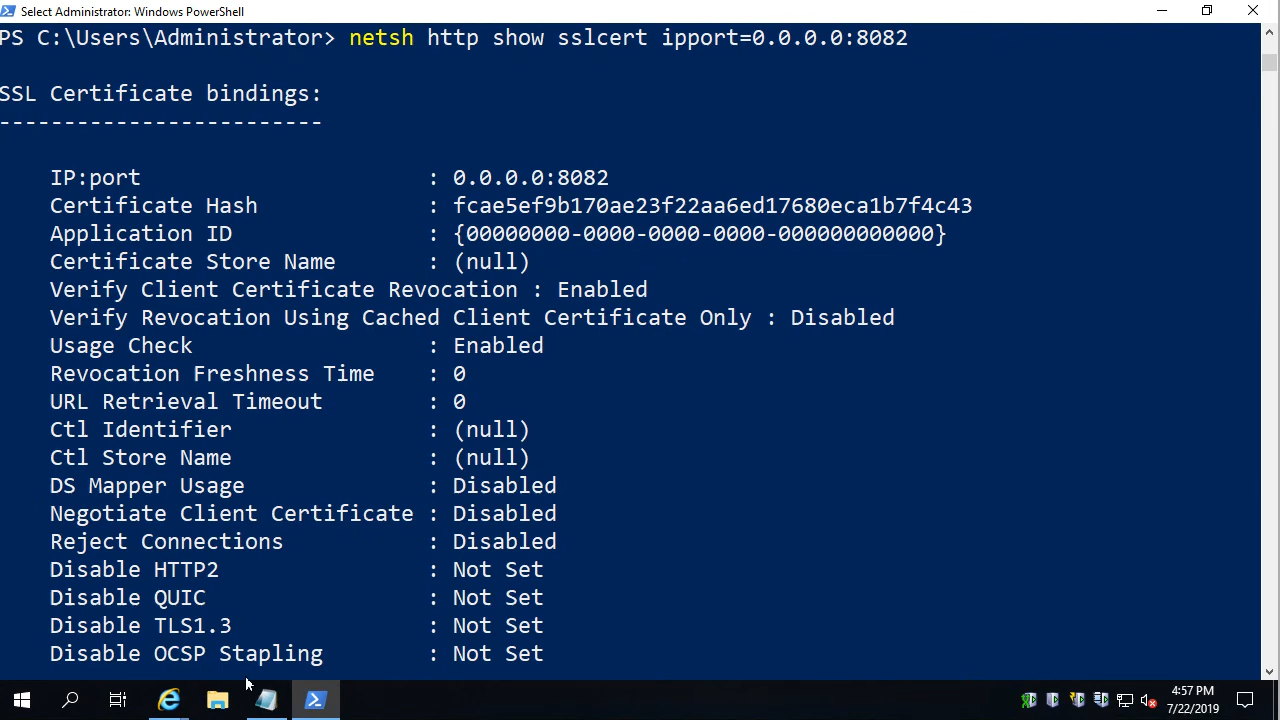 Select Administrator: Windows PowerShell
PS C:\Users\Administrator> netsh http show sslcert ipport=0.0.0.0:8082
SSL Certificate bindings:
-------------------------
IP:port : 0.0.0.0:8082
Certificate Hash : fcae5ef9b170ae23f22aa6ed17680eca1b7f4c43
Application ID : {00000000-0000-0000-0000-000000000000}
Certificate Store Name : (null)
Verify Client Certificate Revocation : Enabled
Verify Revocation Using Cached Client Certificate Only : Disabled
Usage Check : Enabled
Revocation Freshness Time : 0
URL Retrieval Timeout : 0
Ctl Identifier : (null)
Ctl Store Name : (null)
DS Mapper Usage : Disabled
Negotiate Client Certificate : Disabled
Reject Connections : Disabled
Disable HTTP2 : Not Set
Disable QUIC : Not Set
Disable TLS1.3 : Not Set
Disable OCSP Stapling : Not Set
4:57 PM
7/22/2019